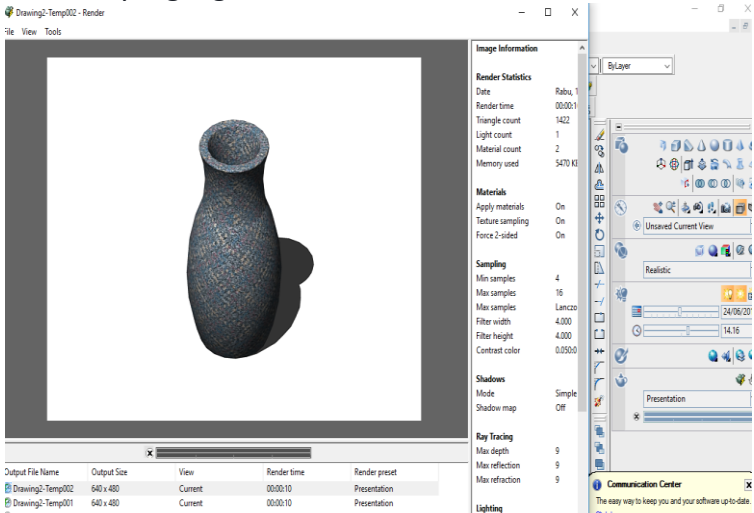 Drawing2-Temp002 - Render
File View Tools
Image Information
Render Statistics
Date Rabu, 1
Render time 00:00:1
Triangle count 1422
Light count 1
Material count 2
Memory used 5470 KI
Materials
Apply materials On
Texture sampling On
Force 2-sided On
Sampling
Min samples 4
Max samples 16
Max samples Lanczo
Filter width 4.000
Filter height 4.000
Contrast color 0.050:0
Shadows
Mode Simple
Shadow map Off
Ray Tracing
Max depth 9
Max reflection 9
Max refraction 9
Lighting
Output File Name Output Size View Render time Render preset
Drawing2-Temp002 640 x 480 Current 00:00:10 Presentation
Drawing2-Temp001 640 x 480 Current 00:00:10 Presentation
ByLayer
Unsaved Current View
Realistic
24/06/201
14.16
Presentation
Communication Center
The easy way to keep you and your software up-to-date.